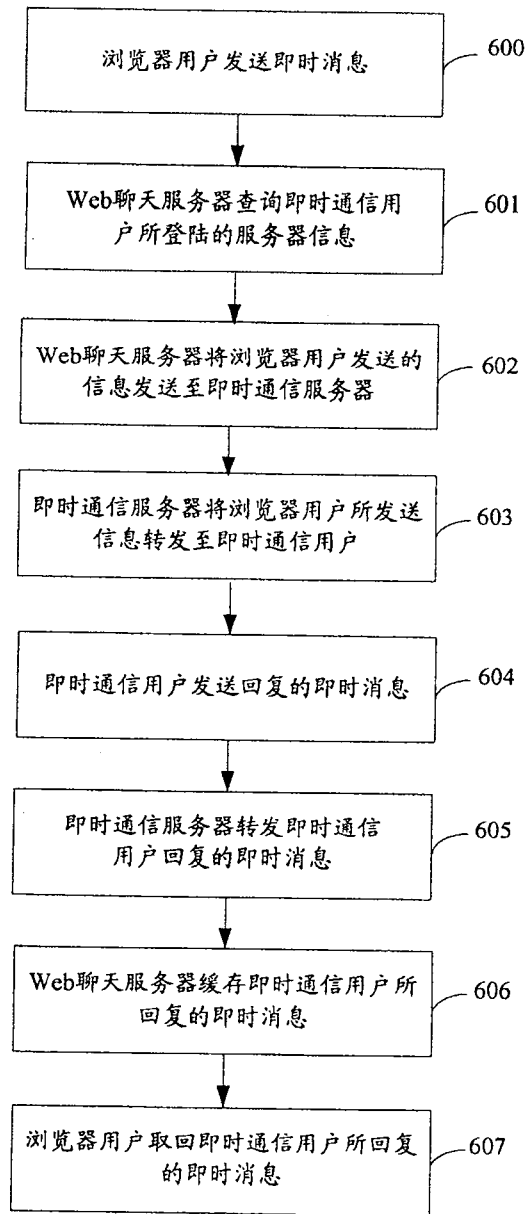 浏览器用户发送即时消息
600
Web聊天服务器查询即时通信用
户所登陆的服务器信息
601
Web聊天服务器将浏览器用户发送的
信息发送至即时通信服务器
602
即时通信服务器将浏览器用户所发送
信息转发至即时通信用户
603
即时通信用户发送回复的即时消息
604
即时通信服务器转发即时通信
用户回复的即时消息
605
Web聊天服务器缓存即时通信用户所
回复的即时消息
606
浏览器用户取回即时通信用户所回复
的即时消息
607